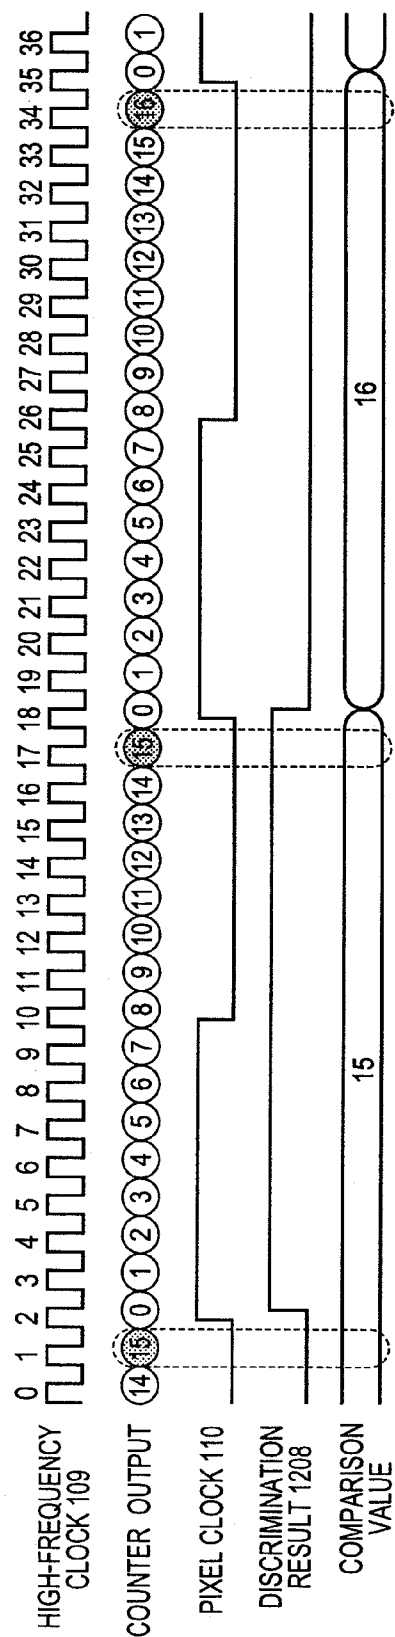 0 1 2 3 4 5 6 7 8 9 10 11 12 13 14 15 16 17 18 19 20 21 22 23 24 25 26 27 28 29 30 31 32 33 34 35 36
HIGH-FREQUENCY
CLOCK 109
COUNTER OUTPUT
14 15 0 1 2 3 4 5 6 7 8 9 10 11 12 13 14 15 0 1 2 3 4 5 6 7 8 9 10 11 12 13 14 15 16 0 1
PIXEL CLOCK 110
DISCRIMINATION
RESULT 1208
COMPARISON
VALUE
15 16